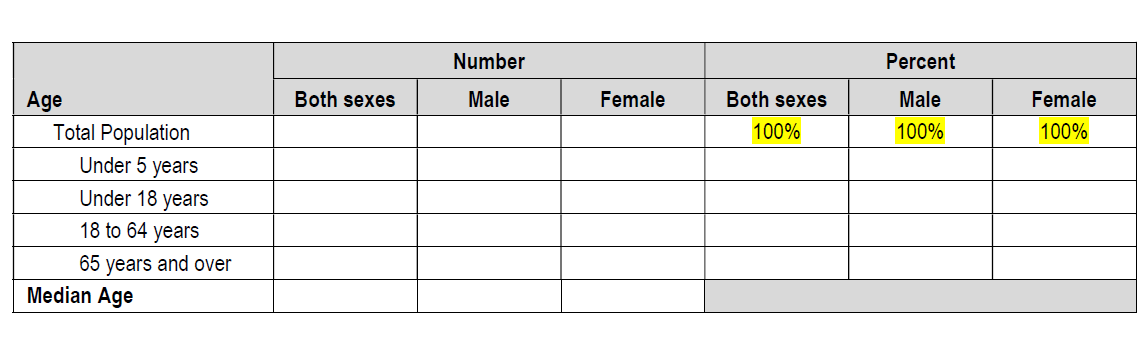 Number Percent
Age Both sexes Male Female Both sexes Male Female
Total Population 100% 100% 100%
Under 5 years
Under 18 years
18 to 64 years
65 years and over
Median Age